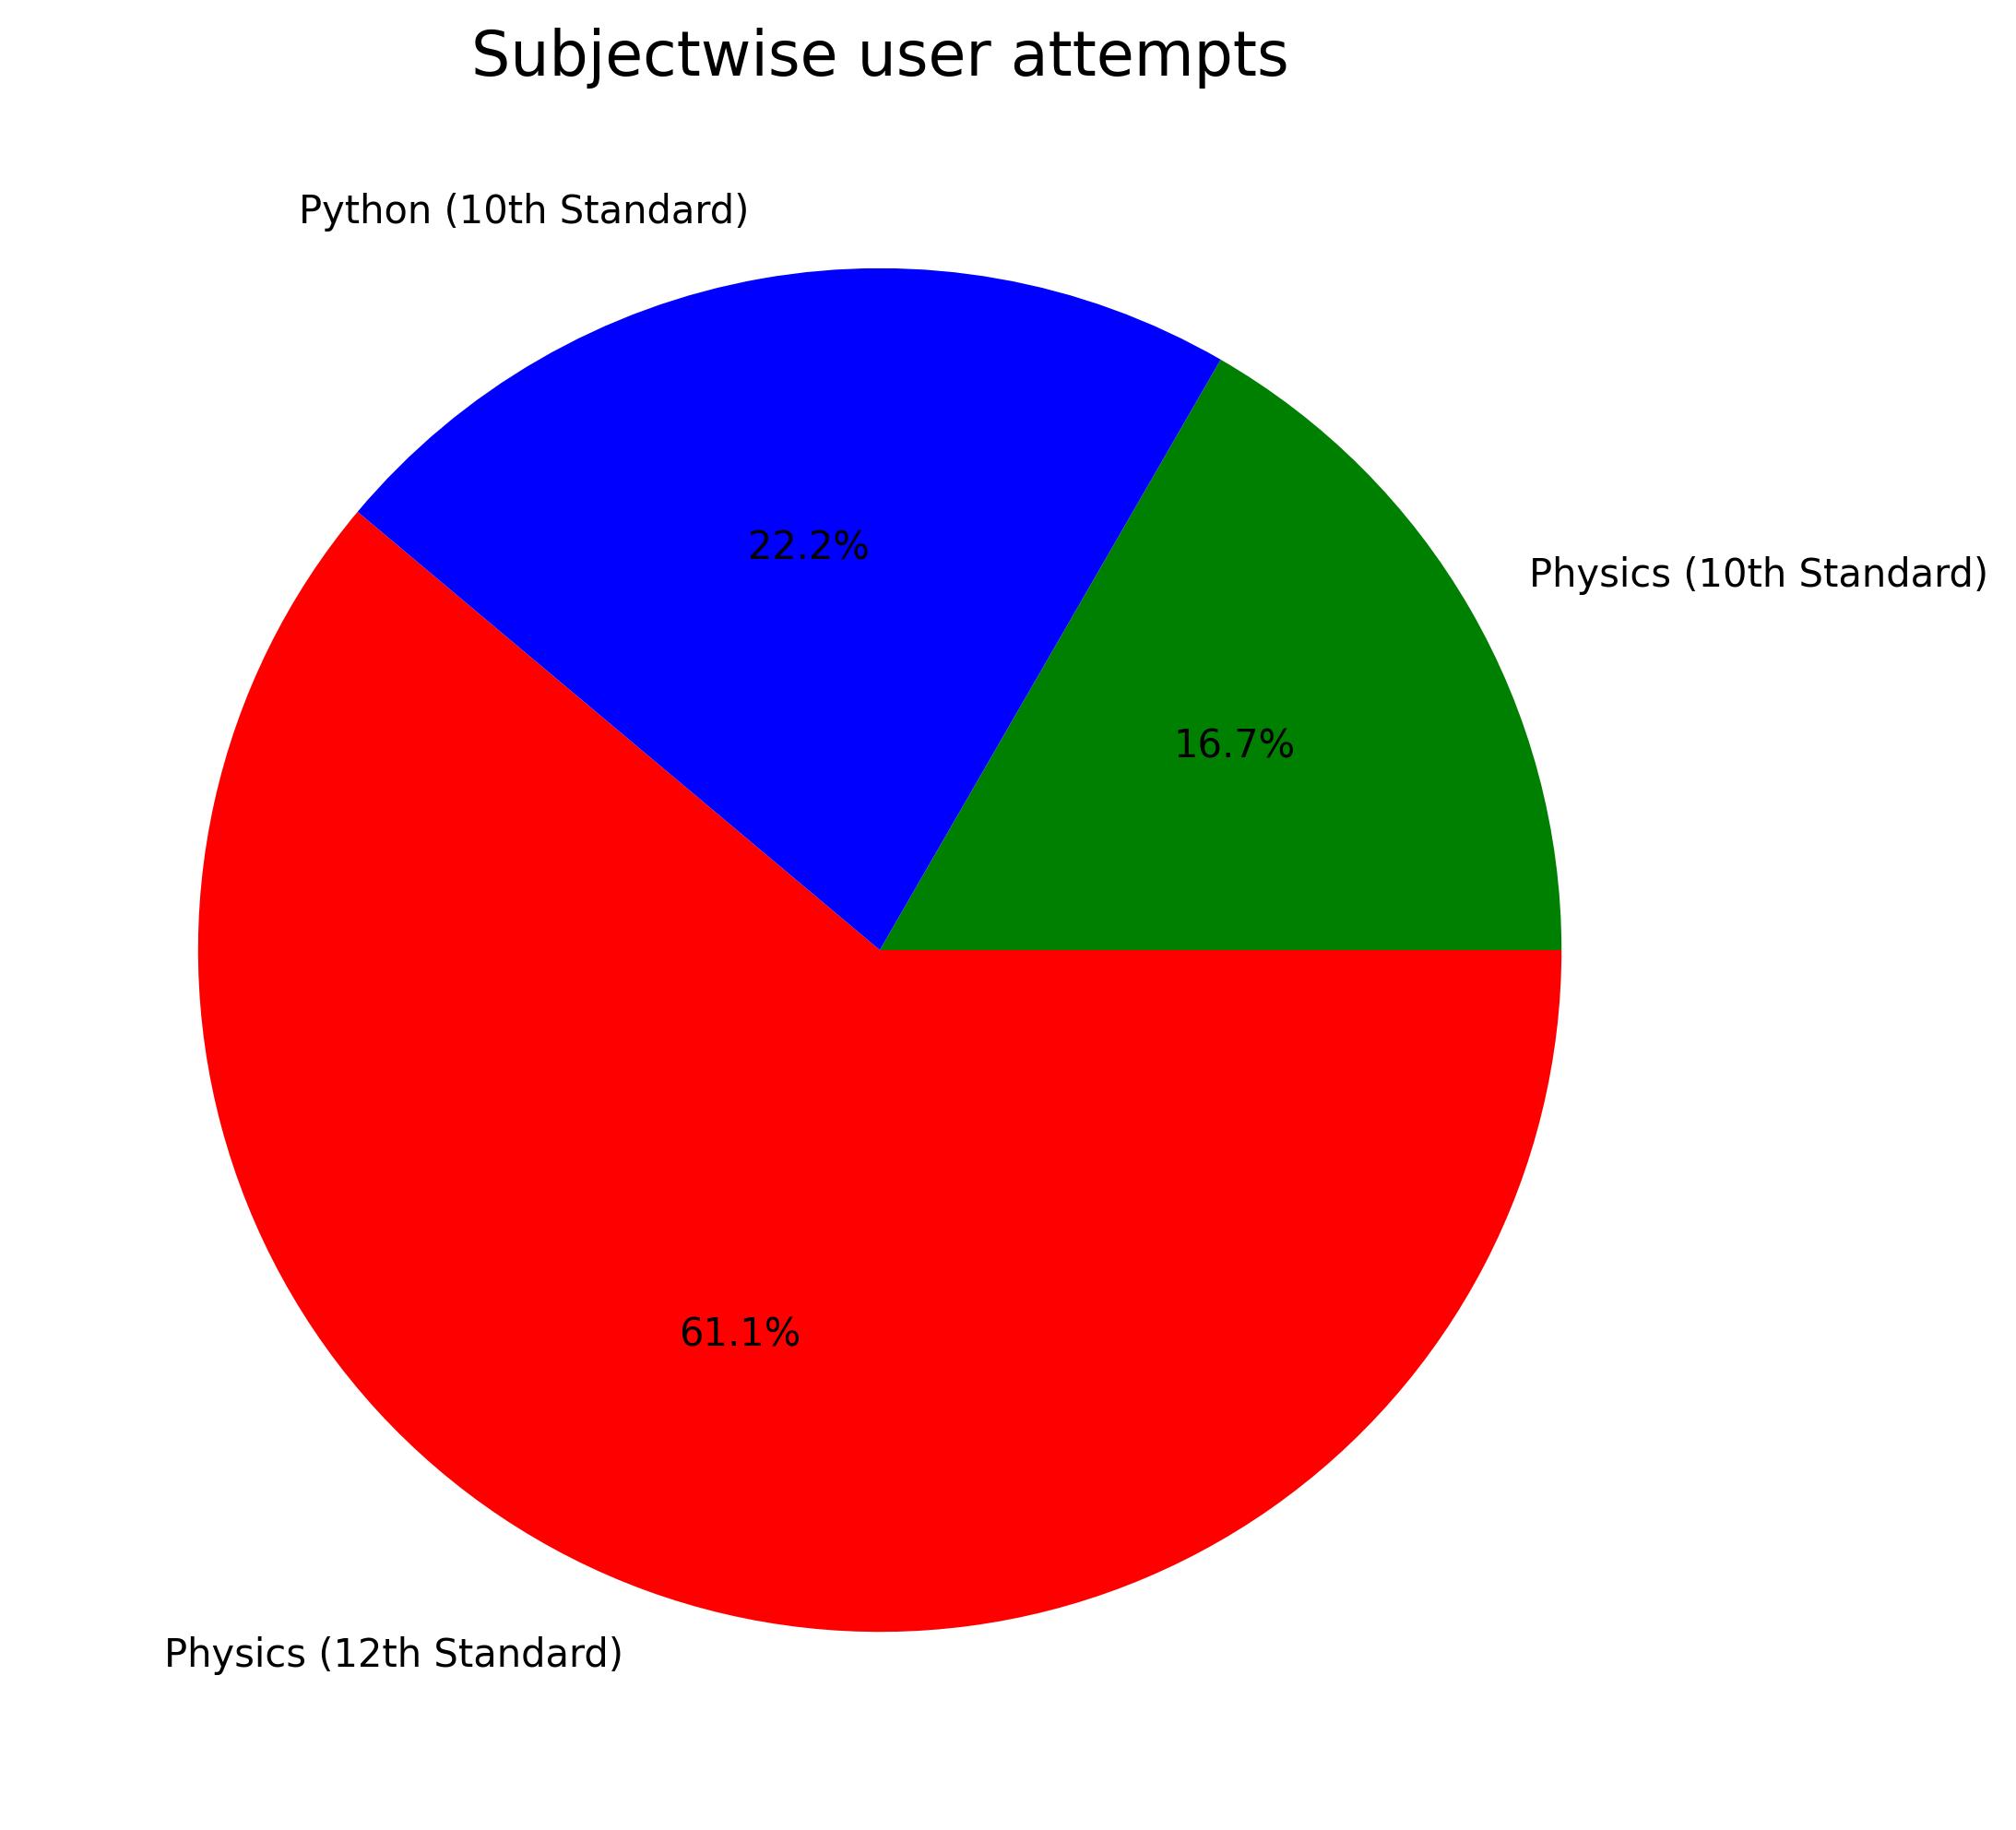 Subjectwise user attempts
Python (10th Standard)
22.2%
Physics (10th Standard)
16.7%
61.1%
Physics (12th Standard)